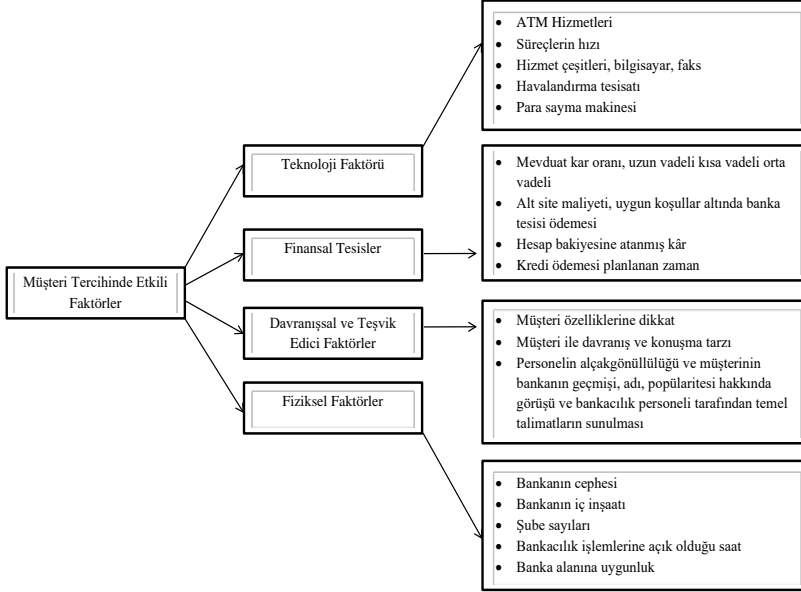 Müşteri Tercihinde Etkili
Faktörler
Teknoloji Faktörü
Finansal Tesisler
Davranışsal ve Teşvik
Edici Faktörler
Fiziksel Faktörler
• ATM Hizmetleri
• Süreçlerin hızı
• Hizmet çeşitleri, bilgisayar, faks
• Havalandırma tesisatı
• Para sayma makinesi
• Mevduat kar oranı, uzun vadeli kısa vadeli orta
vadeli
• Alt site maliyeti, uygun koşullar altında banka
tesisi ödemesi
• Hesap bakiyesine atanmış kâr
• Kredi ödemesi planlanan zaman
• Müşteri özelliklerine dikkat
• Müşteri ile davranış ve konuşma tarzı
• Personelin alçakgönüllülüğü ve müşterinin
bankanın geçmişi, adı, popülaritesi hakkında
görüşü ve bankacılık personeli tarafından temel
talimatların sunulması
• Bankanın cephesi
• Bankanın iç inşaatı
• Şube sayıları
• Bankacılık işlemlerine açık olduğu saat
• Banka alanına uygunluk